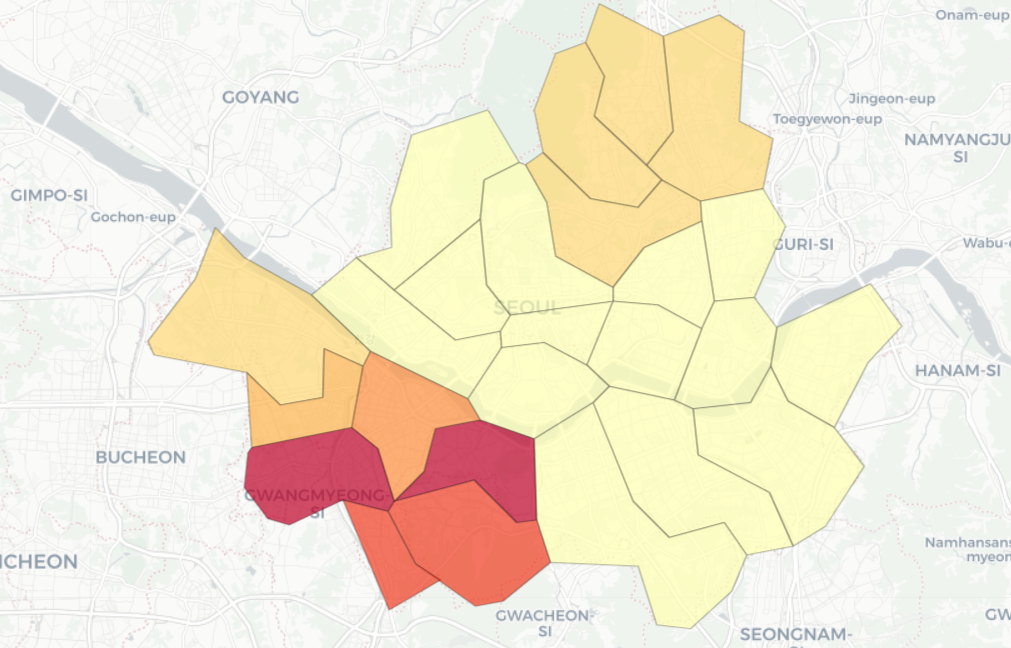 Onam-eup
GOYANG
Jingeon-eup
Toegyewon-eup
NAMYANGJU
SI
GIMPO-SI
Gochon-eup
GURI-SI
Wabu-
SEOUL
HANAM-SI
BUCHEON
GWANGMYEONG-
SI
Namhansans
myeon
ICHEON
GWACHEON-
SI
GW
SEONGNAM-